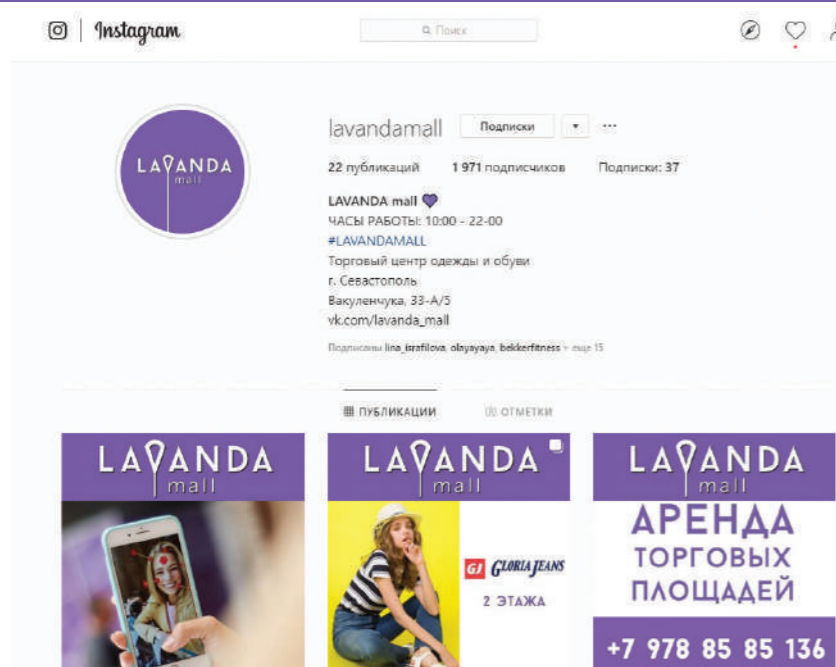 Instagram
Поиск
LAVANDA
mall
lavandamall Подписки ...
22 публикаций 1 971 подписчиков Подписки: 37
LAVANDA mall 💜
ЧАСЫ РАБОТЫ: 10:00 - 22-00
#LAVANDAMALL
Торговый центр одежды и обуви
г. Севастополь
Вакуленчука, 33-А/5
vk.com/lavanda_mall
Подписаны lina_israfilova, olayayaya, bekkerfitness + еще 15
ПУБЛИКАЦИИ ОТМЕТКИ
LAVANDA
mall
LAVANDA
mall
GJ GLORIA JEANS
2 ЭТАЖА
LAVANDA
mall
АРЕНДА
ТОРГОВЫХ
ПЛОЩАДЕЙ
+7 978 85 85 136